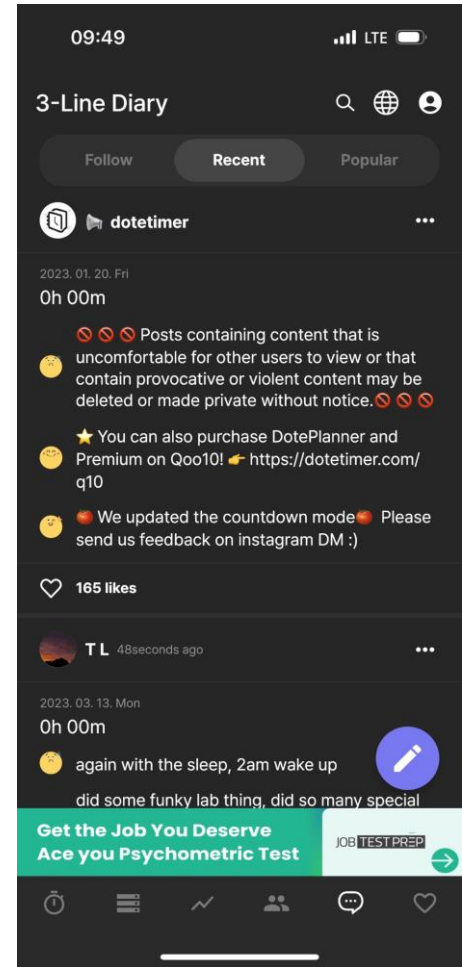 09:49
LTE
3-Line Diary
Follow Recent Popular
dotetimer
2023. 01. 20. Fri
0h 00m
🚫🚫🚫 Posts containing content that is
uncomfortable for other users to view or that
contain provocative or violent content may be
deleted or made private without notice.🚫🚫🚫
⭐ You can also purchase DotePlanner and
Premium on Qoo10! 👉 https://dotetimer.com/
q10
🍅 We updated the countdown mode🍅 Please
send us feedback on instagram DM :)
165 likes
T L 48seconds ago
2023. 03. 13. Mon
0h 00m
again with the sleep, 2am wake up
did some funky lab thing, did so many special
Get the Job You Deserve
Ace you Psychometric Test
JOB TEST PREP